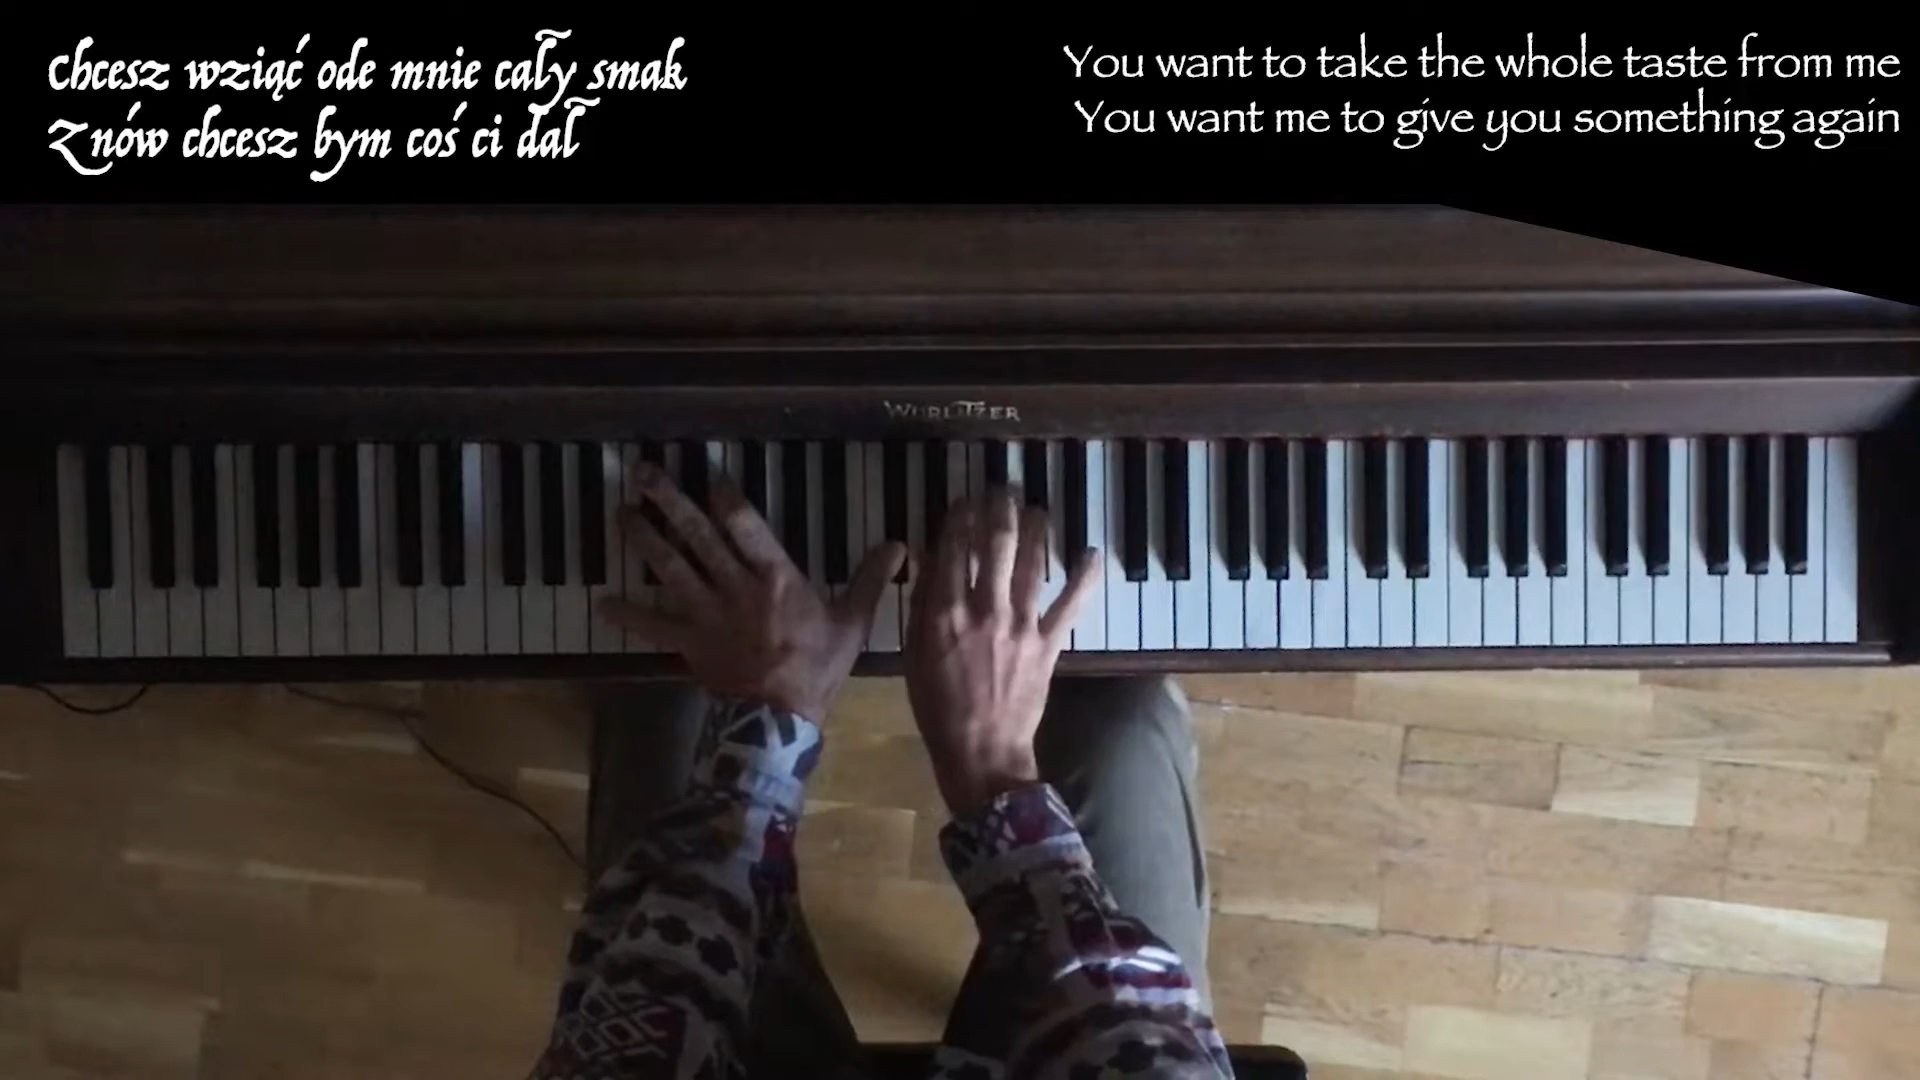 Chcesz wziąć ode mnie cały smak
Znów chcesz bym coś ci dał
You want to take the whole taste from me
You want me to give you something again
WURLITZER